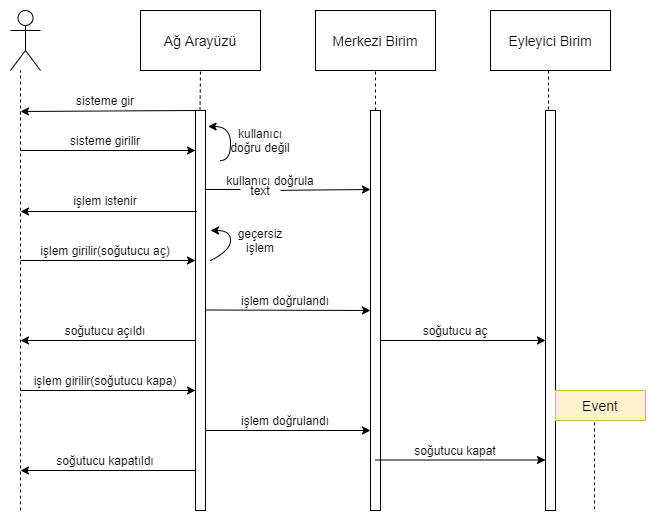 Ağ Arayüzü
Merkezi Birim
Eyleyici Birim
sisteme gir
sisteme girilir
kullanıcı
doğru değil
kullanıcı doğrula
text
işlem istenir
geçersiz
işlem
işlem girilir(soğutucu aç)
işlem doğrulandı
soğutucu açıldı
soğutucu aç
işlem girilir(soğutucu kapa)
Event
işlem doğrulandı
soğutucu kapat
soğutucu kapatıldı